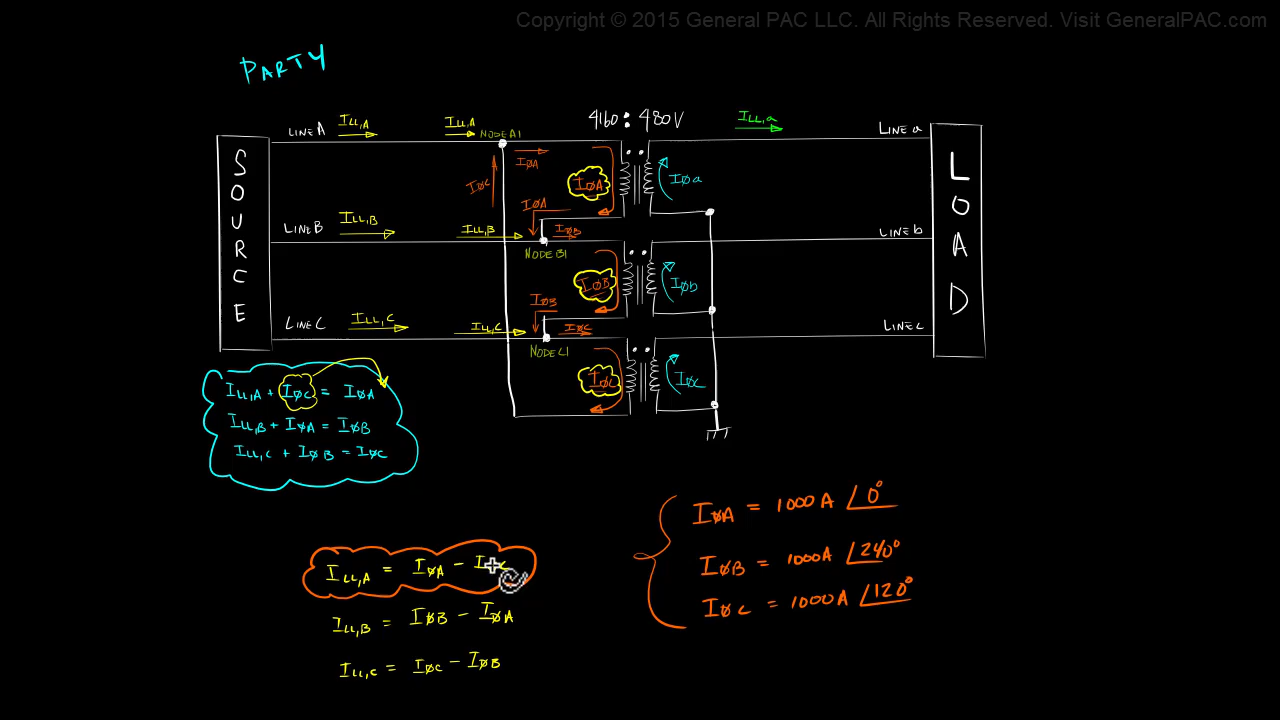 Copyright © 2015 General PAC LLC. All Rights Reserved. Visit GeneralPAC.com
PARTY
4160 : 480V
LINE A
ILL,A
ILL,A
NODE A1
ILL,a
LINE a
SOURCE
LOAD
IØA
IØC
IØA
IØa
IØA
LINE B
ILL,B
ILL,B
IØB
LINE b
NODE B1
IØB
IØb
IØB
LINE C
ILL,C
ILL,C
IØC
LINE c
NODE C1
IØC
IØc
ILL,A + IØC = IØA
ILL,B + IØA = IØB
ILL,C + IØB = IØC
IØA = 1000A ∠0°
IØB = 1000A ∠240°
IØC = 1000A ∠120°
ILL,A = IØA -
ILL,B = IØB - IØA
ILL,C = IØC - IØB